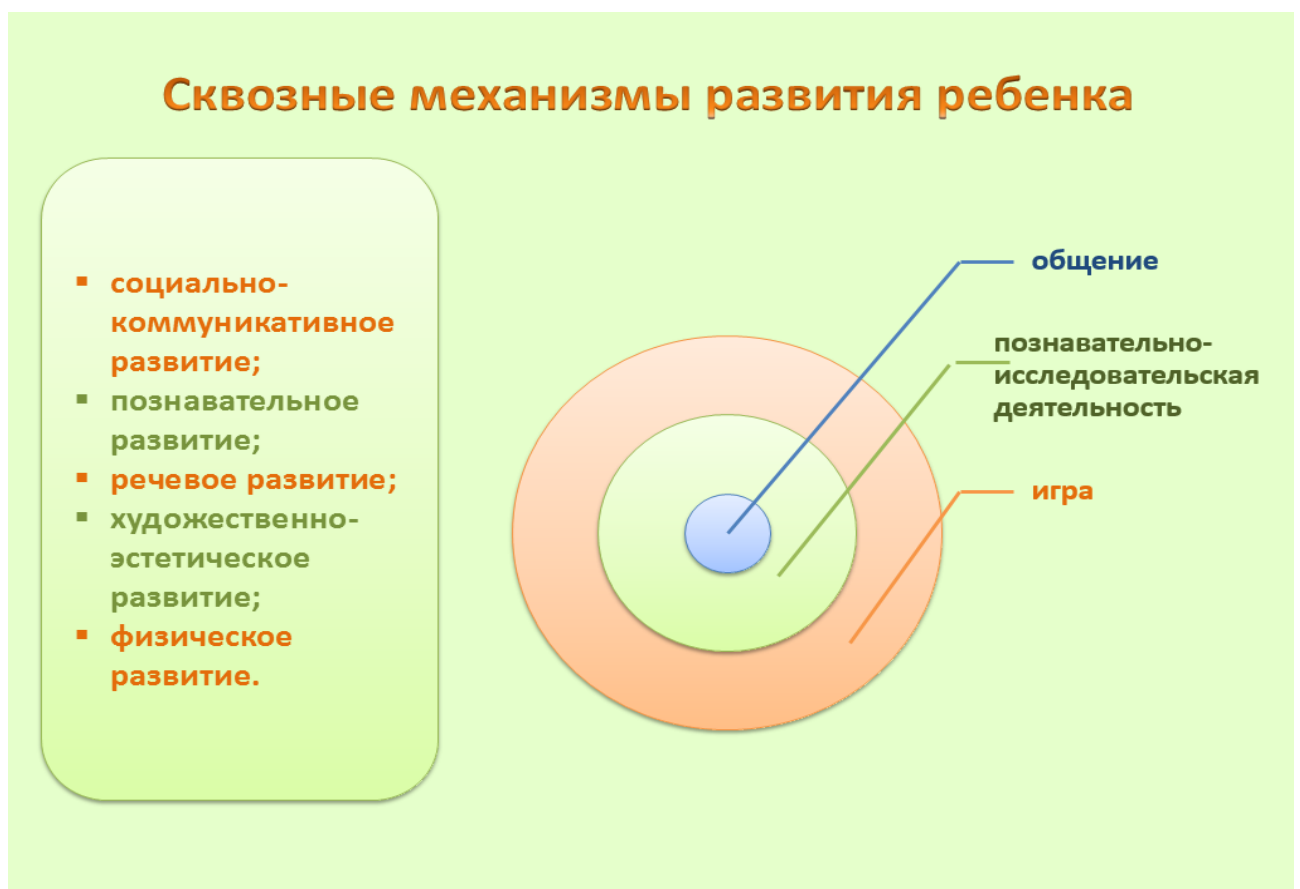 Сквозные механизмы развития ребенка
▪ социально-
коммуникативное
развитие;
▪ познавательное
развитие;
▪ речевое развитие;
▪ художественно-
эстетическое
развитие;
▪ физическое
развитие.
общение
познавательно-
исследовательская
деятельность
игра